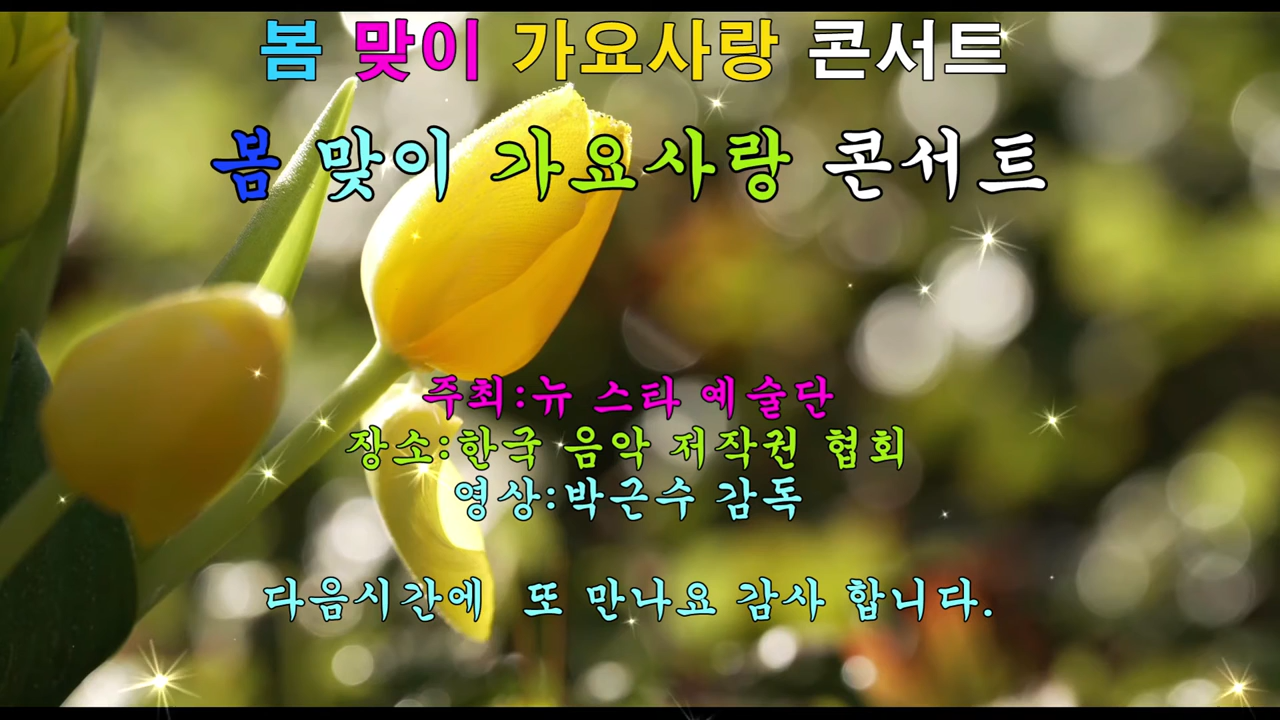 봄 맞이 가요사랑 콘서트
봄 맞이 가요사랑 콘서트
주최:뉴 스타 예술단
장소:한국 음악 저작권 협회
영상:박근수 감독
다음시간에 또 만나요 감사 합니다.